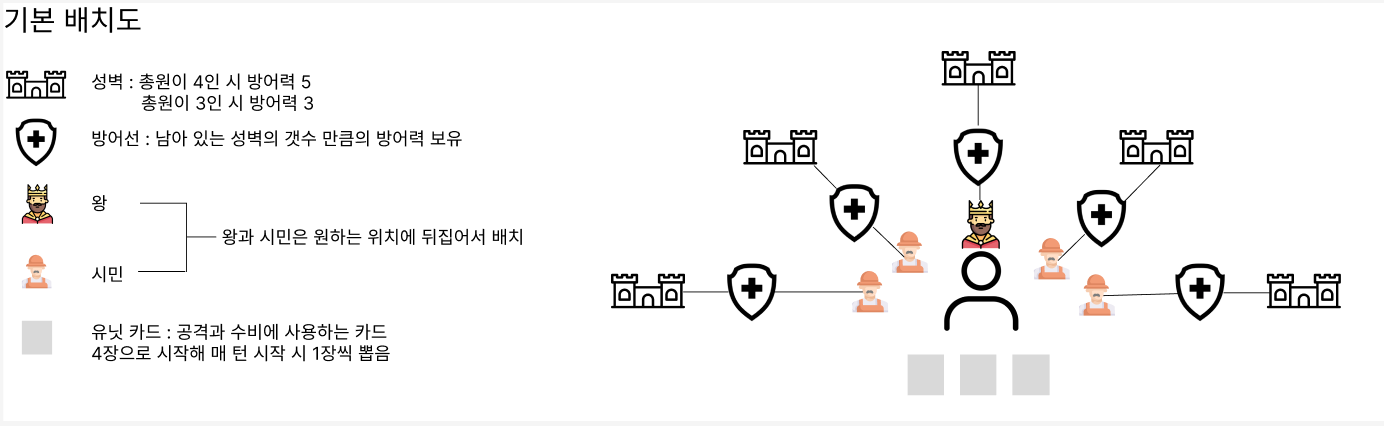 기본 배치도
성벽 : 총원이 4인 시 방어력 5
총원이 3인 시 방어력 3
방어선 : 남아 있는 성벽의 갯수 만큼의 방어력 보유
왕
왕과 시민은 원하는 위치에 뒤집어서 배치
시민
유닛 카드 : 공격과 수비에 사용하는 카드
4장으로 시작해 매 턴 시작 시 1장씩 뽑음